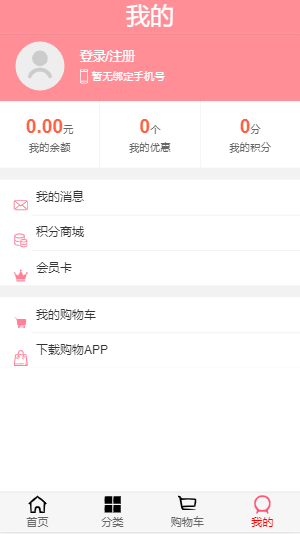 我的
登录/注册
暂无绑定手机号
0.00元 0个 0分
我的余额 我的优惠 我的积分
我的消息
积分商城
会员卡
我的购物车
下载购物APP
首页 分类 购物车 我的